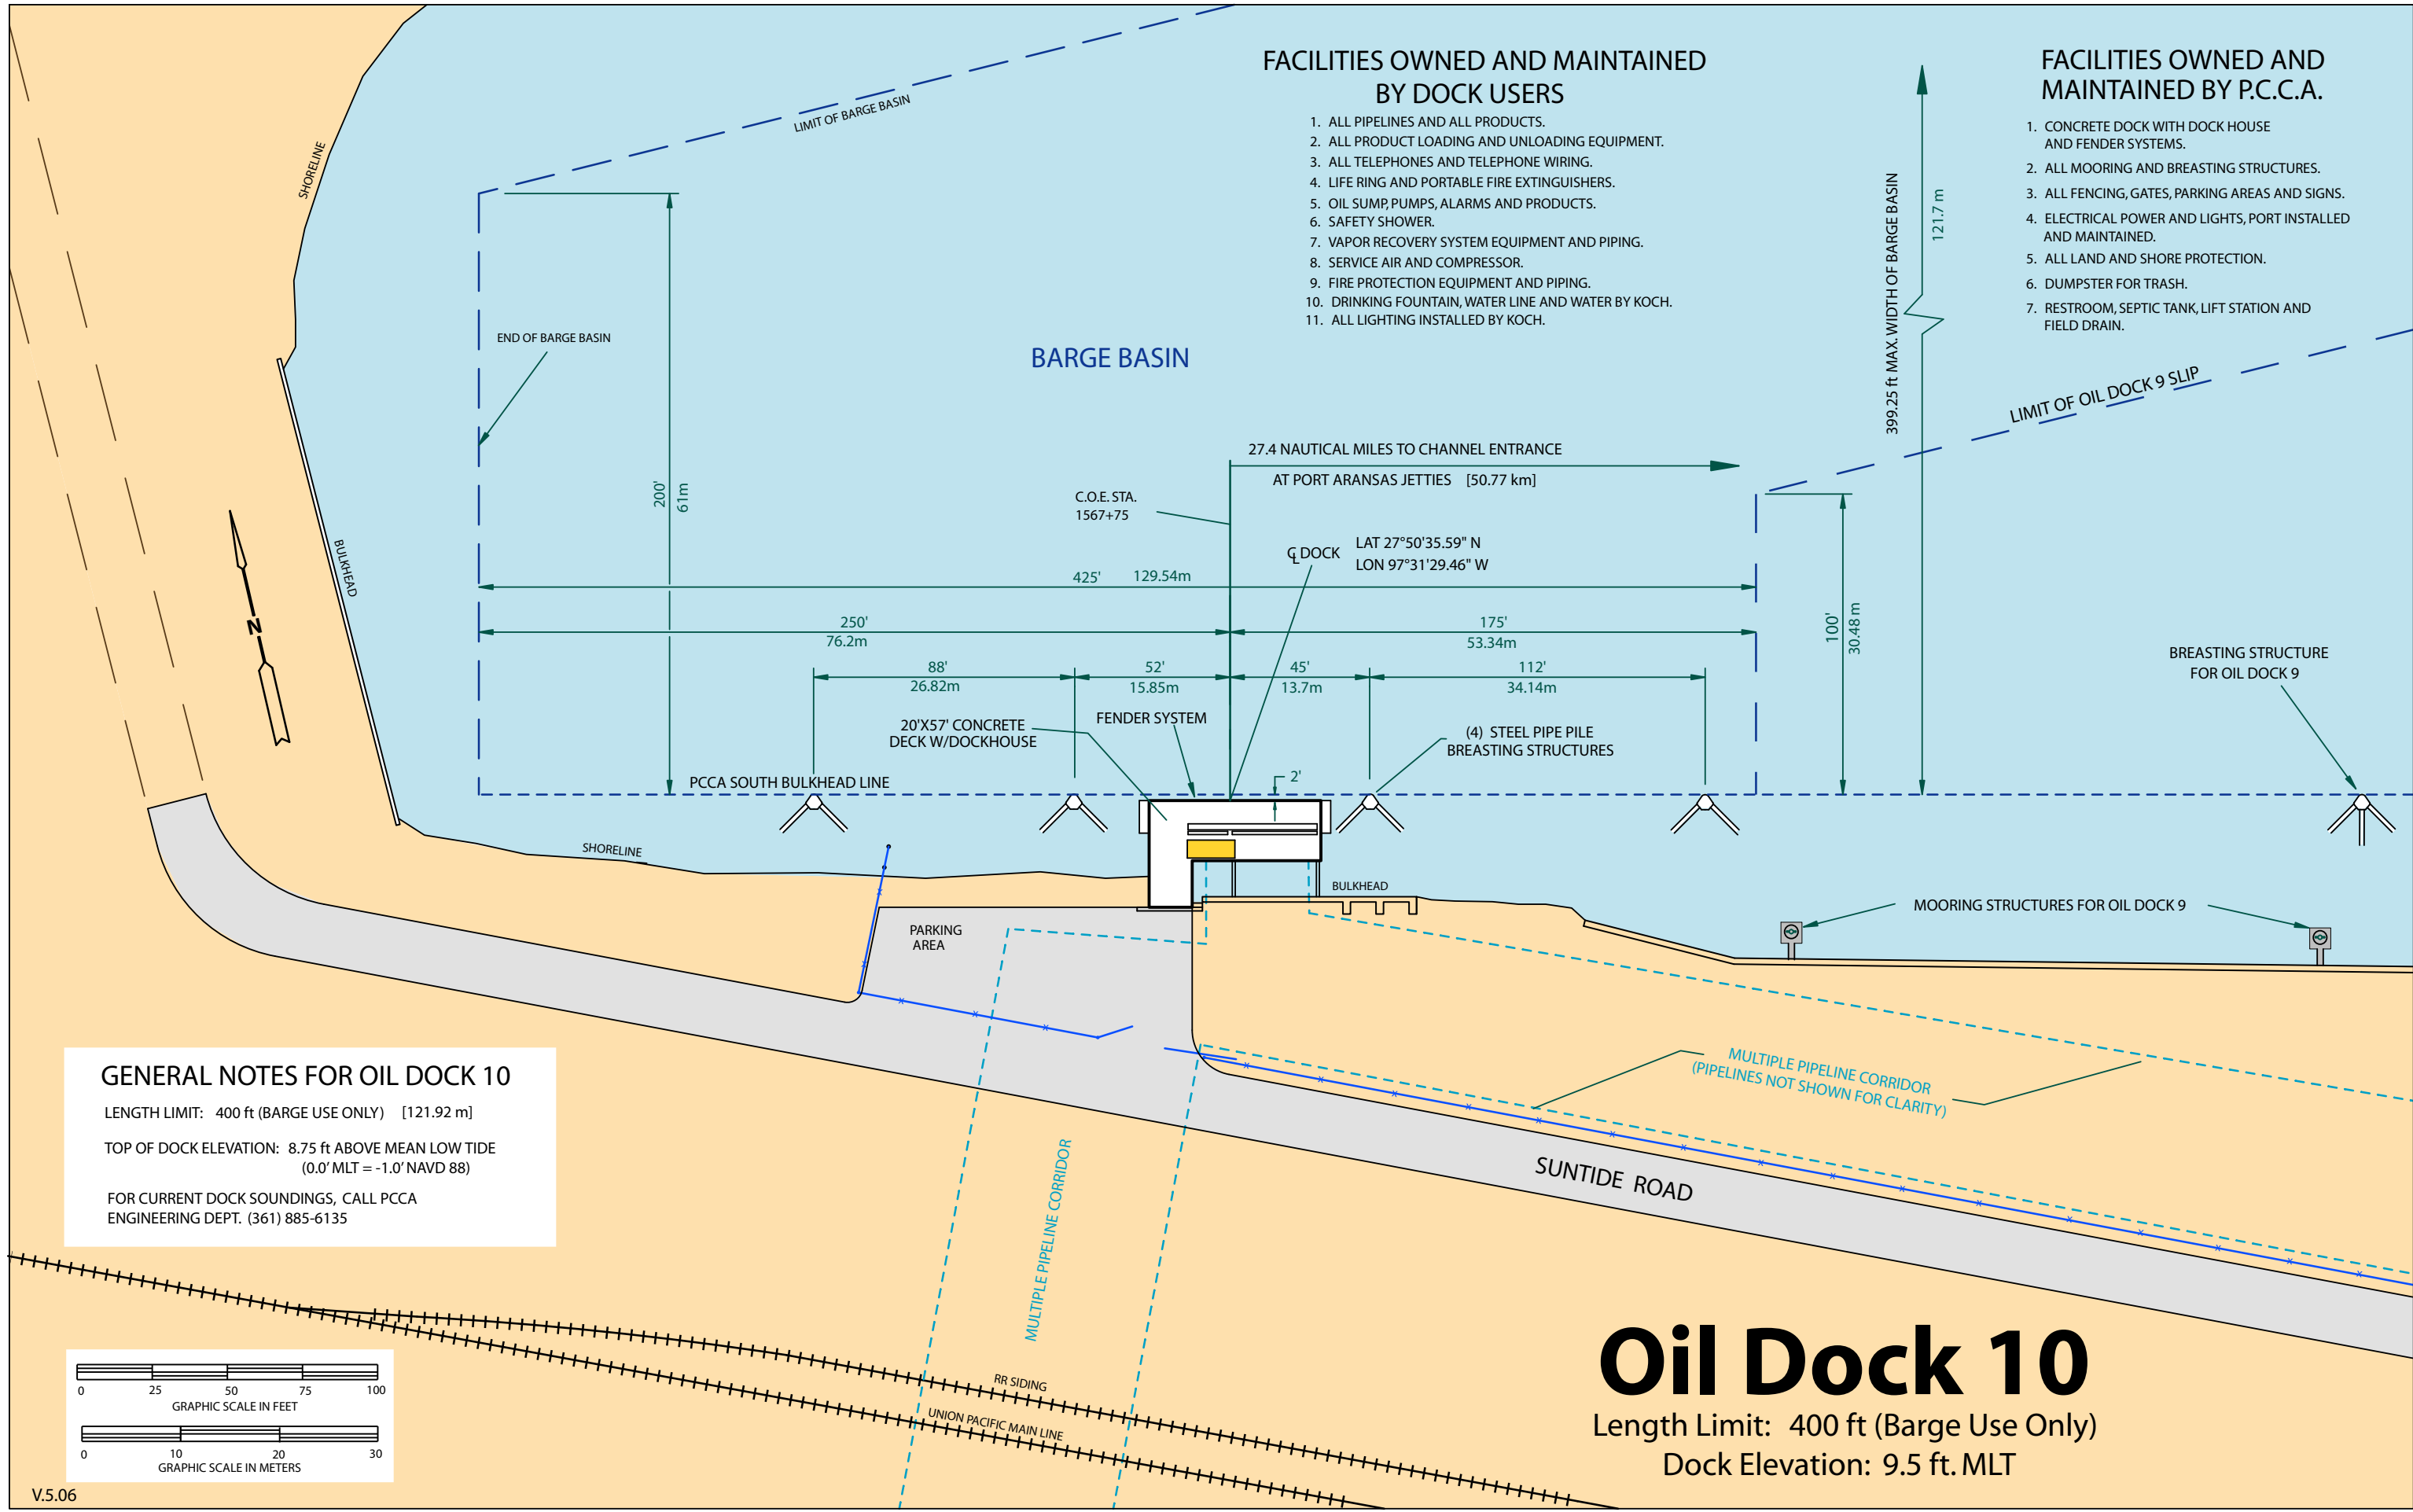 FACILITIES OWNED AND MAINTAINED
BY DOCK USERS
1. ALL PIPELINES AND ALL PRODUCTS.
2. ALL PRODUCT LOADING AND UNLOADING EQUIPMENT.
3. ALL TELEPHONES AND TELEPHONE WIRING.
4. LIFE RING AND PORTABLE FIRE EXTINGUISHERS.
5. OIL SUMP, PUMPS, ALARMS AND PRODUCTS.
6. SAFETY SHOWER.
7. VAPOR RECOVERY SYSTEM EQUIPMENT AND PIPING.
8. SERVICE AIR AND COMPRESSOR.
9. FIRE PROTECTION EQUIPMENT AND PIPING.
10. DRINKING FOUNTAIN, WATER LINE AND WATER BY KOCH.
11. ALL LIGHTING INSTALLED BY KOCH.
FACILITIES OWNED AND
MAINTAINED BY P.C.C.A.
1. CONCRETE DOCK WITH DOCK HOUSE
AND FENDER SYSTEMS.
2. ALL MOORING AND BREASTING STRUCTURES.
3. ALL FENCING, GATES, PARKING AREAS AND SIGNS.
4. ELECTRICAL POWER AND LIGHTS, PORT INSTALLED
AND MAINTAINED.
5. ALL LAND AND SHORE PROTECTION.
6. DUMPSTER FOR TRASH.
7. RESTROOM, SEPTIC TANK, LIFT STATION AND
FIELD DRAIN.
399.25 ft MAX. WIDTH OF BARGE BASIN
121.7 m
LIMIT OF BARGE BASIN
SHORELINE
END OF BARGE BASIN
BARGE BASIN
LIMIT OF OIL DOCK 9 SLIP
27.4 NAUTICAL MILES TO CHANNEL ENTRANCE
AT PORT ARANSAS JETTIES [50.77 km]
C.O.E. STA.
1567+75
200'
61m
BULKHEAD
N
℄ DOCK
LAT 27°50'35.59" N
LON 97°31'29.46" W
425' 129.54m
250'
76.2m
175'
53.34m
100'
30.48 m
88'
26.82m
52'
15.85m
45'
13.7m
112'
34.14m
BREASTING STRUCTURE
FOR OIL DOCK 9
20'X57' CONCRETE
DECK W/DOCKHOUSE
FENDER SYSTEM
(4) STEEL PIPE PILE
BREASTING STRUCTURES
PCCA SOUTH BULKHEAD LINE
2'
SHORELINE
BULKHEAD
MOORING STRUCTURES FOR OIL DOCK 9
PARKING
AREA
MULTIPLE PIPELINE CORRIDOR
(PIPELINES NOT SHOWN FOR CLARITY)
MULTIPLE PIPELINE CORRIDOR
SUNTIDE ROAD
GENERAL NOTES FOR OIL DOCK 10
LENGTH LIMIT: 400 ft (BARGE USE ONLY) [121.92 m]
TOP OF DOCK ELEVATION: 8.75 ft ABOVE MEAN LOW TIDE
(0.0' MLT = -1.0' NAVD 88)
FOR CURRENT DOCK SOUNDINGS, CALL PCCA
ENGINEERING DEPT. (361) 885-6135
RR SIDING
UNION PACIFIC MAIN LINE
0 25 50 75 100
GRAPHIC SCALE IN FEET
0 10 20 30
GRAPHIC SCALE IN METERS
V.5.06
Oil Dock 10
Length Limit: 400 ft (Barge Use Only)
Dock Elevation: 9.5 ft. MLT